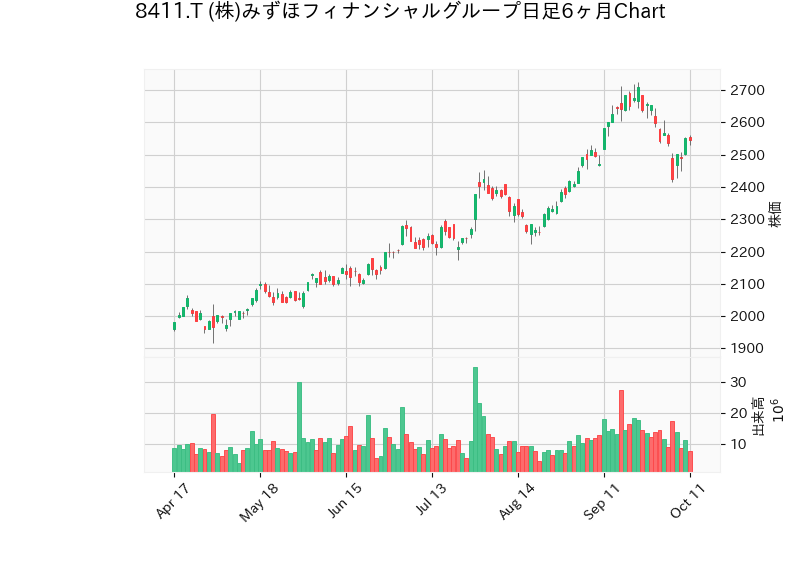 8411.T (株)みずほフィナンシャルグループ日足6ヶ月Chart
2700
2600
2500
2400
2300
2200
2100
2000
1900
株価
30
20
10
出来高
10^6
Apr 17
May 18
Jun 15
Jul 13
Aug 14
Sep 11
Oct 11